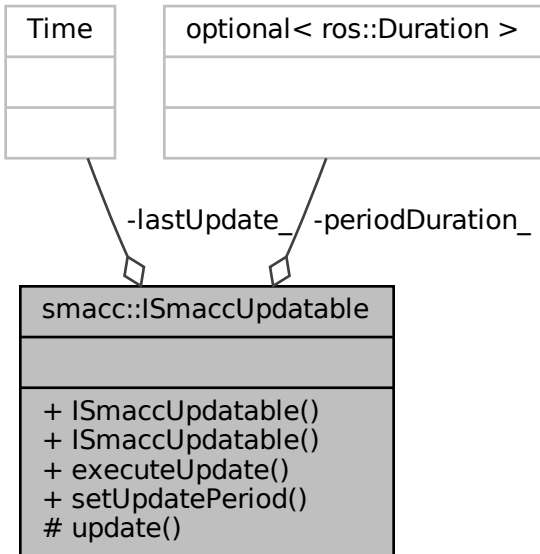 Time
optional< ros::Duration >
-lastUpdate_
-periodDuration_
smacc::ISmaccUpdatable
+ ISmaccUpdatable()
+ ISmaccUpdatable()
+ executeUpdate()
+ setUpdatePeriod()
# update()